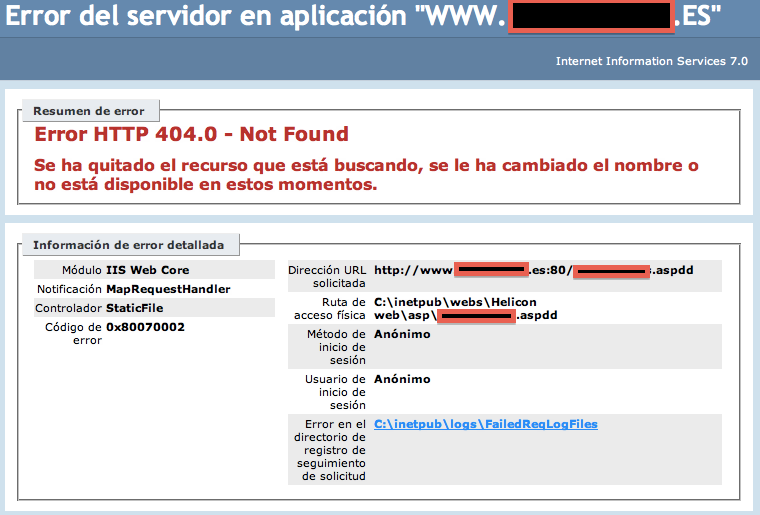 Error del servidor en aplicación "WWW. .ES"
Internet Information Services 7.0
Resumen de error
Error HTTP 404.0 - Not Found
Se ha quitado el recurso que está buscando, se le ha cambiado el nombre o
no está disponible en estos momentos.
Información de error detallada
Módulo IIS Web Core
Notificación MapRequestHandler
Controlador StaticFile
Código de 0x80070002
error
Dirección URL http://www. .es:80/ .aspdd
solicitada
Ruta de C:\inetpub\webs\Helicon
acceso física web\asp\ .aspdd
Método de Anónimo
inicio de
sesión
Usuario de Anónimo
inicio de
sesión
Error en el C:\inetpub\logs\FailedReqLogFiles
directorio de
registro de
seguimiento
de solicitud